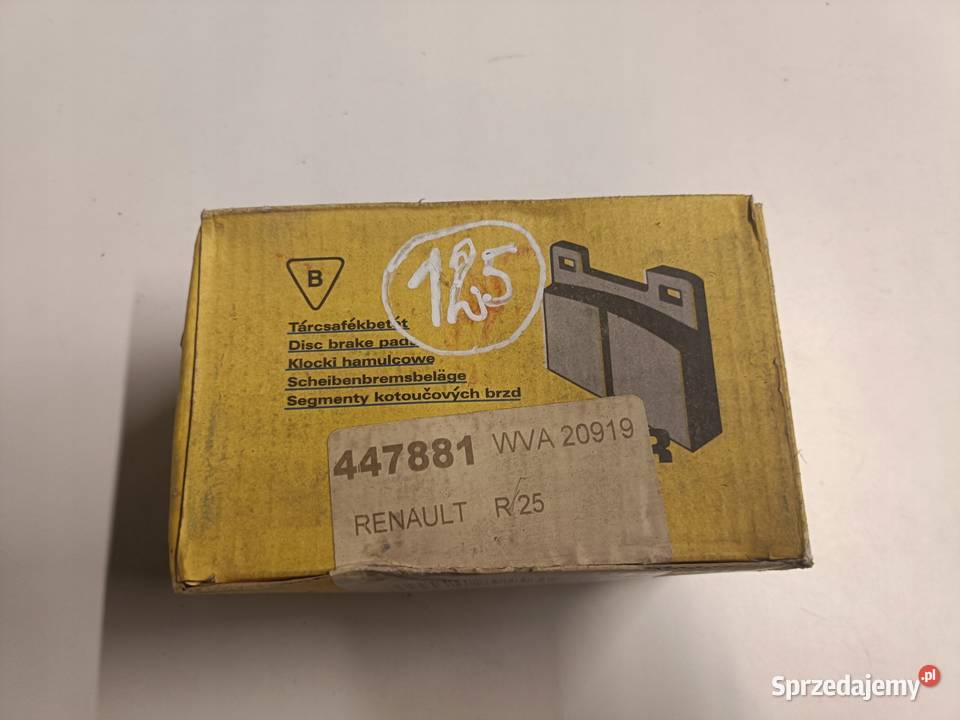 B
125
Tárcsafékbetét
Disc brake pads
Klocki hamulcowe
Scheibenbremsbeläge
Segmenty kotoučových brzd
447881 WVA 20919
RENAULT R/25
Sprzedajemy.pl